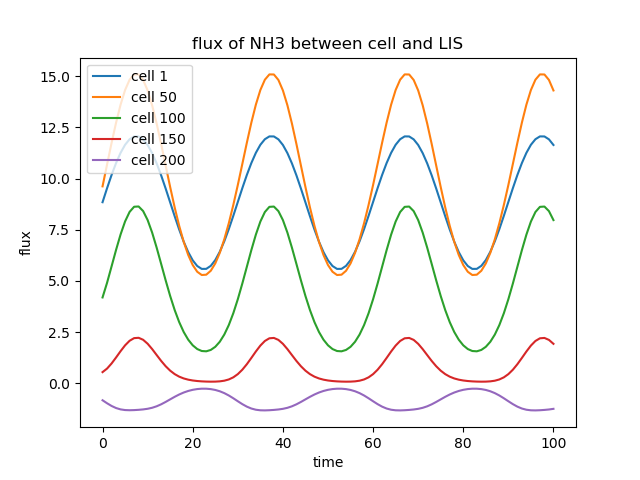 flux of NH3 between cell and LIS
cell 1
cell 50
cell 100
cell 150
cell 200
15.0
12.5
10.0
7.5
5.0
2.5
0.0
flux
0 20 40 60 80 100
time